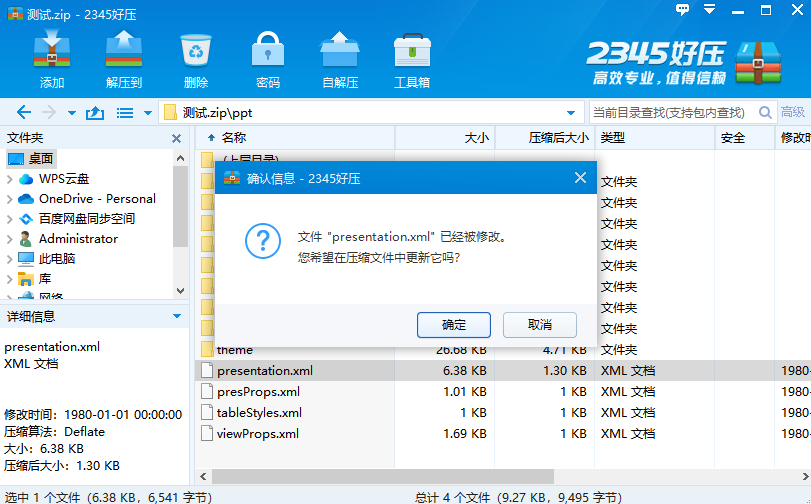 测试.zip - 2345好压
添加
解压到
删除
密码
自解压
工具箱
2345好压
高效专业，值得信赖
测试.zip\ppt
当前目录查找(支持包内查找)
高级
文件夹
名称
大小
压缩后大小
类型
安全
修改时
桌面
WPS云盘
OneDrive - Personal
百度网盘同步空间
Administrator
此电脑
库
网络
(上层目录)
确认信息 - 2345好压
文件 "presentation.xml" 已经被修改。
您希望在压缩文件中更新它吗?
确定
取消
文件夹
文件夹
文件夹
文件夹
文件夹
文件夹
文件夹
文件夹
theme 26.68 KB 4.71 KB 文件夹
presentation.xml 6.38 KB 1.30 KB XML 文档 1980-
presProps.xml 1.01 KB 1 KB XML 文档 1980-
tableStyles.xml 1 KB 1 KB XML 文档 1980-
viewProps.xml 1.69 KB 1 KB XML 文档 1980-
详细信息
presentation.xml
XML 文档
修改时间：1980-01-01 00:00:00
压缩算法：Deflate
大小：6.38 KB
压缩后大小：1.30 KB
选中 1 个文件（6.38 KB，6,541 字节）
总计 4 个文件（9.27 KB，9,495 字节）